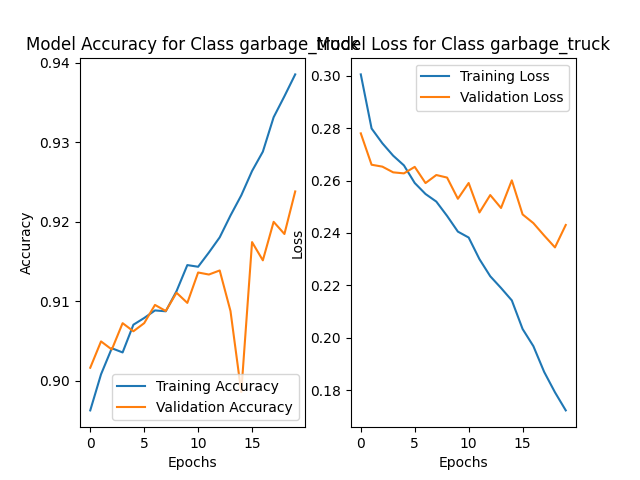 Model Accuracy for Class garbage_truck
0.94
0.93
0.92
0.91
0.90
Accuracy
Training Accuracy
Validation Accuracy
0 5 10 15
Epochs
Model Loss for Class garbage_truck
Training Loss
Validation Loss
0.30
0.28
0.26
0.24
0.22
0.20
0.18
Loss
0 5 10 15
Epochs